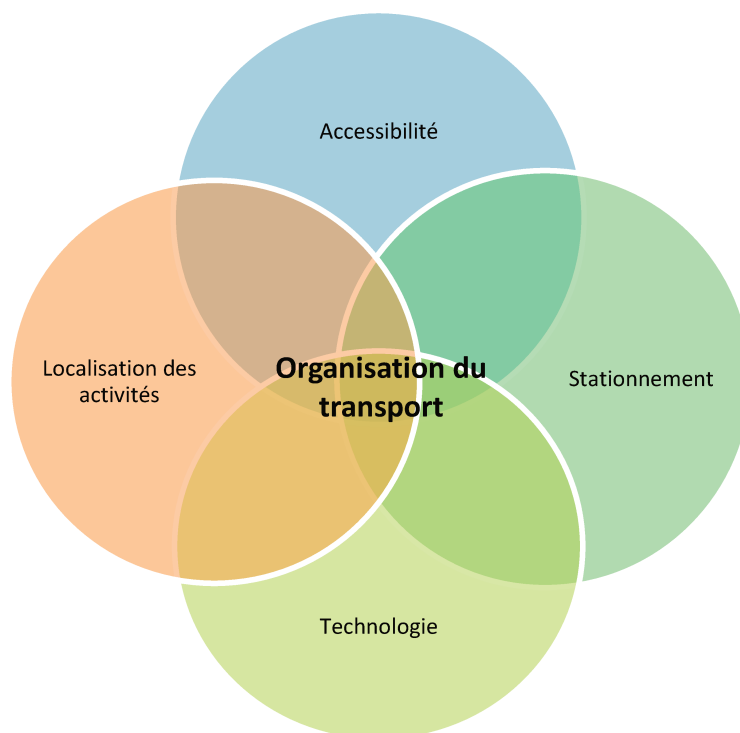 Accessibilité
Localisation des
activités
Organisation du
transport
Stationnement
Technologie